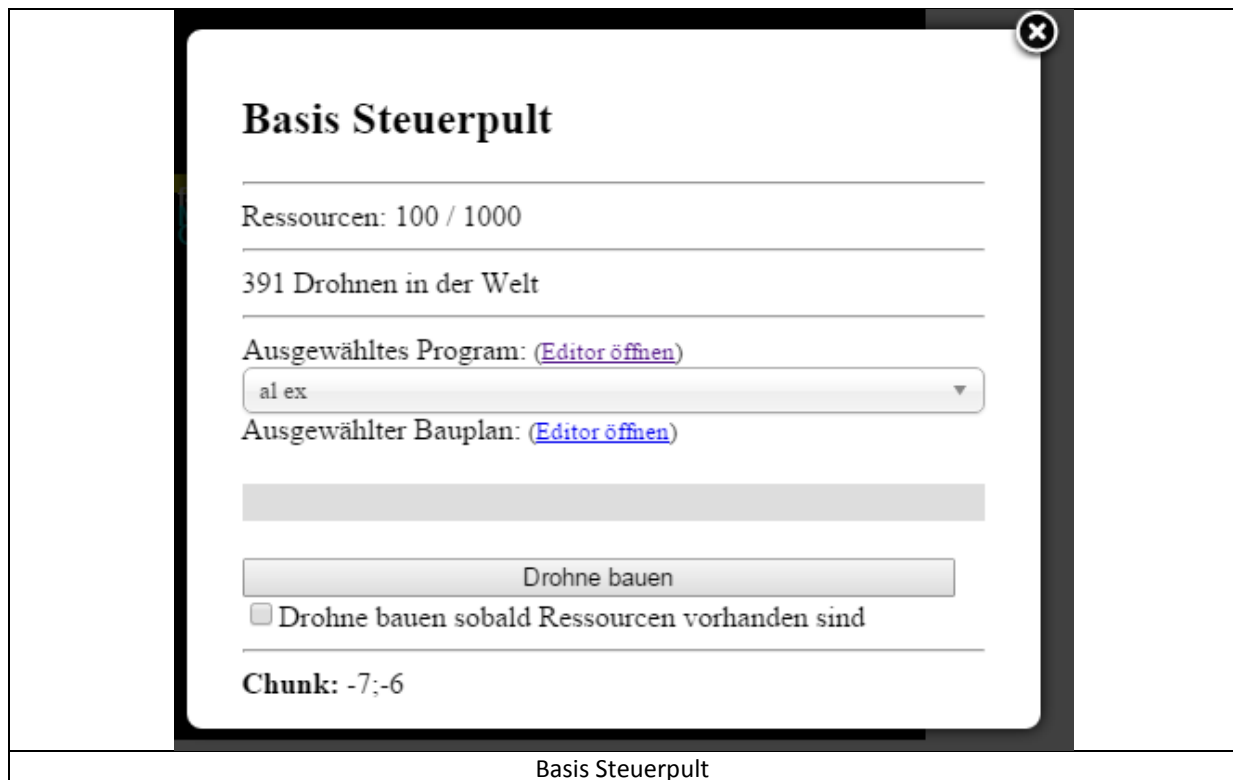 Basis Steuerpult
Ressourcen: 100 / 1000
391 Drohnen in der Welt
Ausgewähltes Program: (Editor öffnen)
al ex
Ausgewählter Bauplan: (Editor öffnen)
Drohne bauen
Drohne bauen sobald Ressourcen vorhanden sind
Chunk: -7;-6
Basis Steuerpult